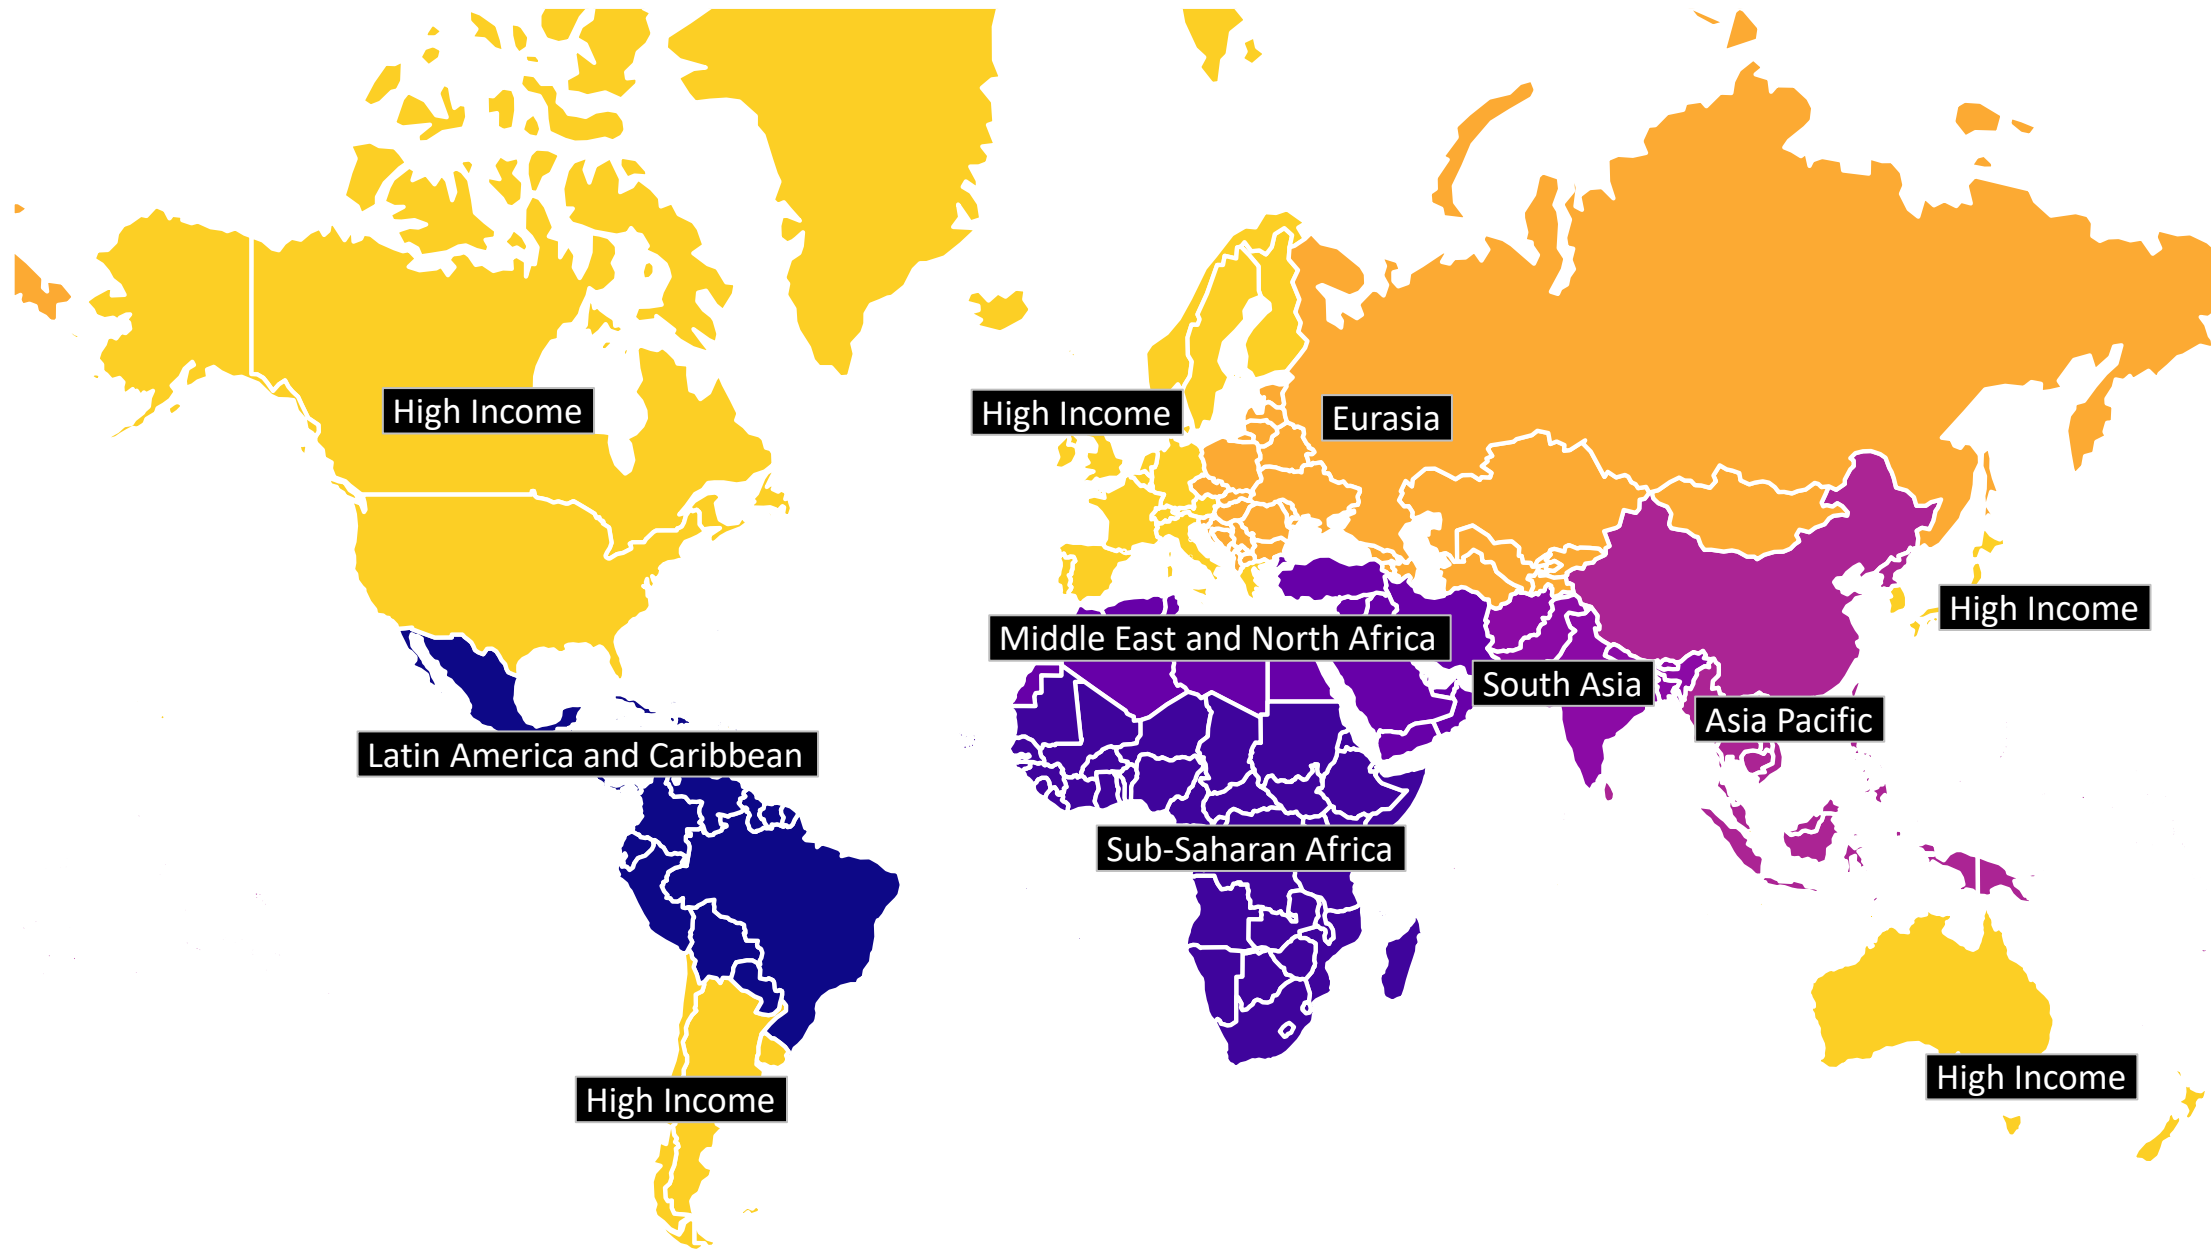 High Income
High Income
Eurasia
High Income
Middle East and North Africa
South Asia
Asia Pacific
Latin America and Caribbean
Sub-Saharan Africa
High Income
High Income